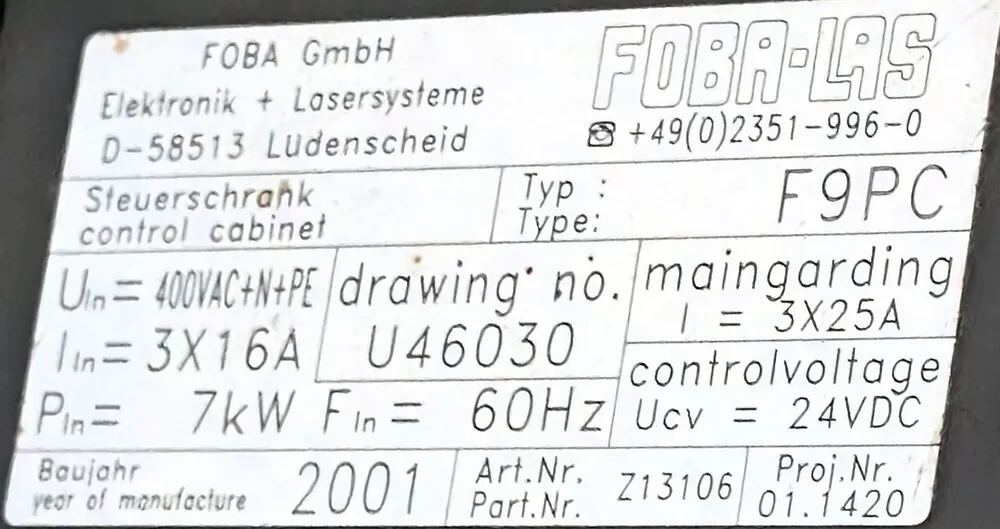 FOBA GmbH
Elektronik + Lasersysteme
D-58513 Ludenscheid
FOBA-LAS
☎ +49(0)2351-996-0
Steuerschrank
control cabinet
Typ :
Type:
F9PC
Uin = 400VAC+N+PE
Iin = 3X16A
drawing no.
U46030
maingarding
I = 3X25A
Pin = 7kW Fin = 60Hz
controlvoltage
Ucv = 24VDC
Baujahr
year of manufacture
2001
Art.Nr.
Part.Nr.
Z13106
Proj.Nr.
01.1420